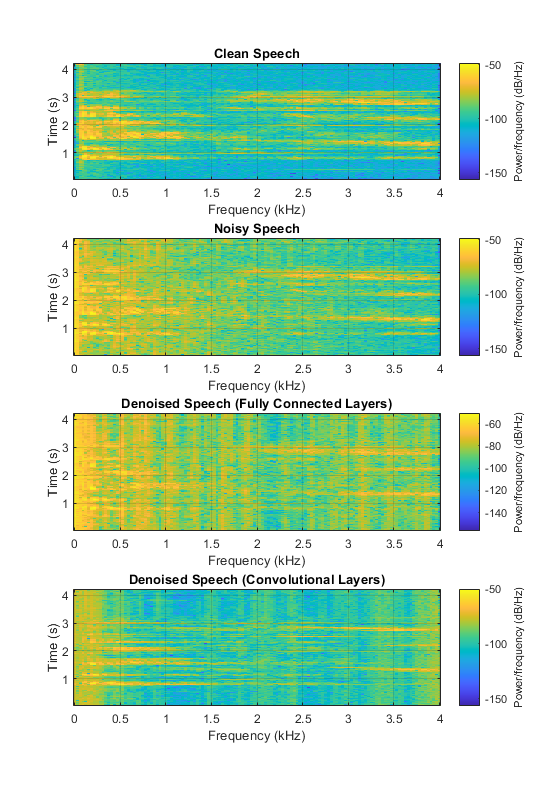 Clean Speech
4
3
2
1
Time (s)
0 0.5 1 1.5 2 2.5 3 3.5 4
Frequency (kHz)
-50
-100
-150
Power/frequency (dB/Hz)
Noisy Speech
4
3
2
1
Time (s)
0 0.5 1 1.5 2 2.5 3 3.5 4
Frequency (kHz)
-50
-100
-150
Power/frequency (dB/Hz)
Denoised Speech (Fully Connected Layers)
4
3
2
1
Time (s)
0 0.5 1 1.5 2 2.5 3 3.5 4
Frequency (kHz)
-60
-80
-100
-120
-140
Power/frequency (dB/Hz)
Denoised Speech (Convolutional Layers)
4
3
2
1
Time (s)
0 0.5 1 1.5 2 2.5 3 3.5 4
Frequency (kHz)
-50
-100
-150
Power/frequency (dB/Hz)